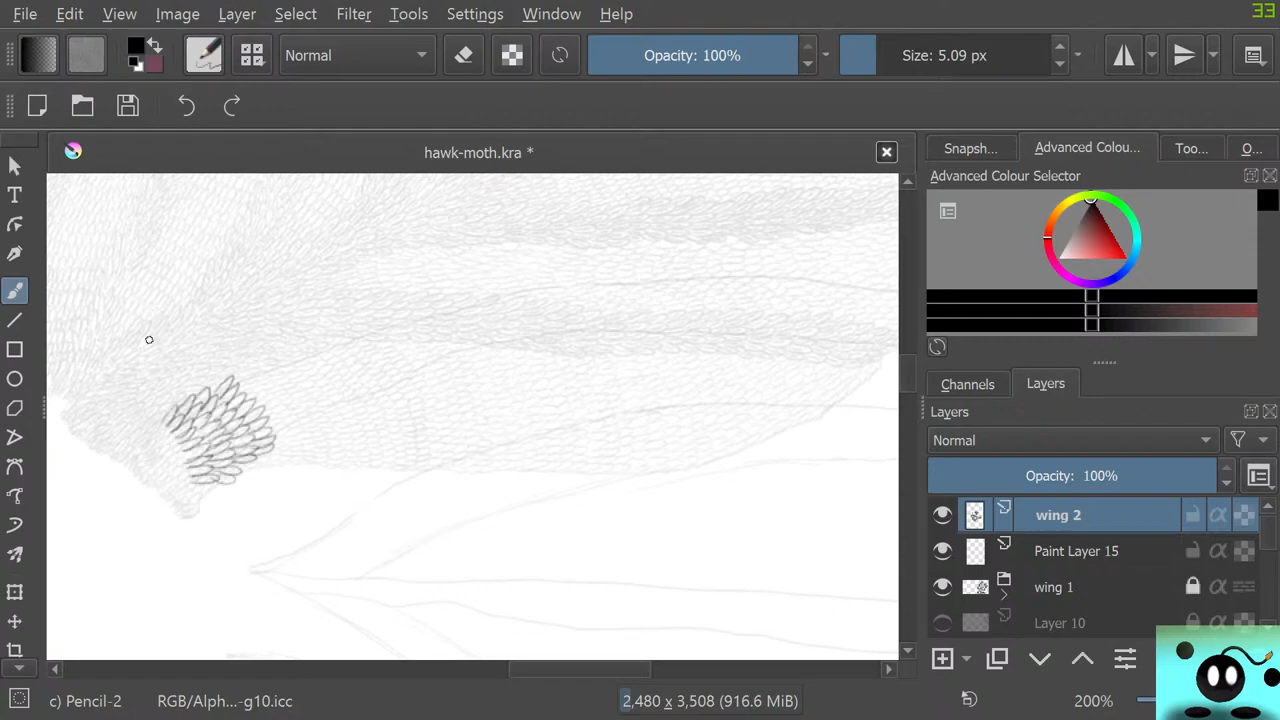 File Edit View Image Layer Select Filter Tools Settings Window Help
33
Normal
Opacity: 100%
Size: 5.09 px
hawk-moth.kra *
Snapsh...
Advanced Colou...
Too...
O...
Advanced Colour Selector
Channels
Layers
Layers
Normal
Opacity: 100%
wing 2
Paint Layer 15
wing 1
Layer 10
c) Pencil-2
RGB/Alph...-g10.icc
2,480 x 3,508 (916.6 MiB)
200%